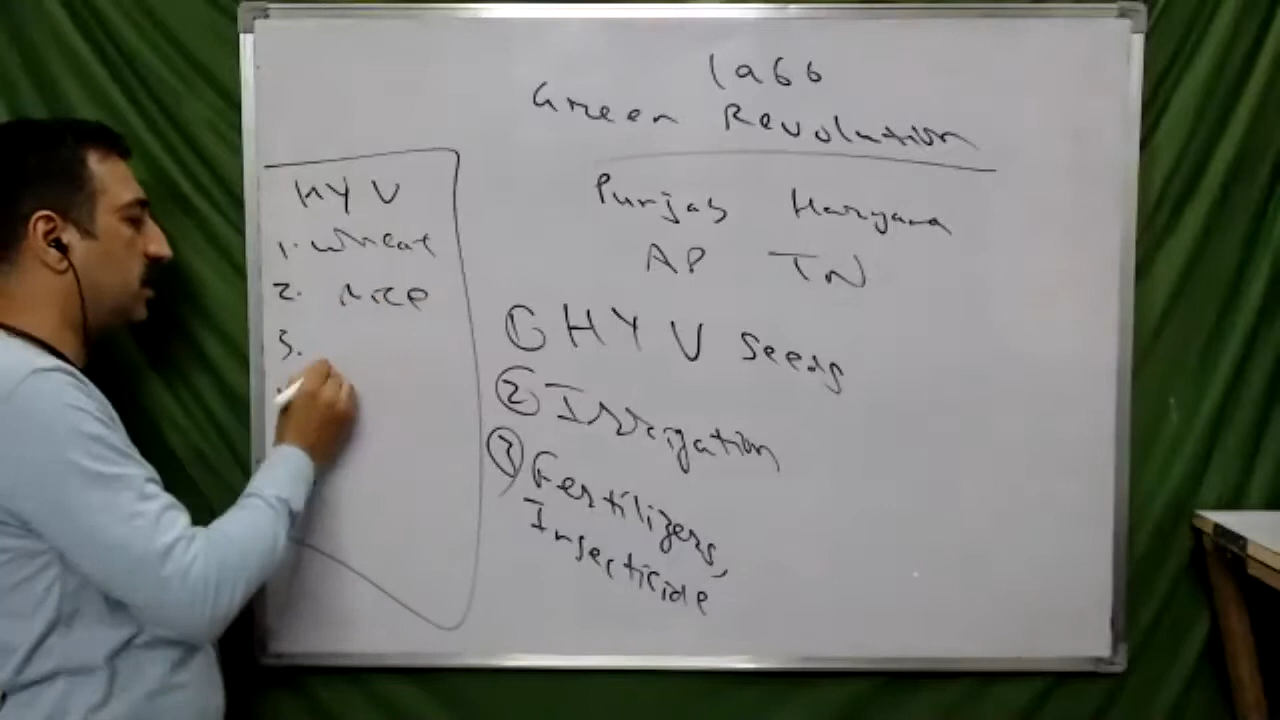 1966
Green Revolution
Punjab Haryana
AP TN
① HYV seeds
② Irrigation
③ Fertilizers,
Insecticide
HYV
1. Wheat
2. rice
3.